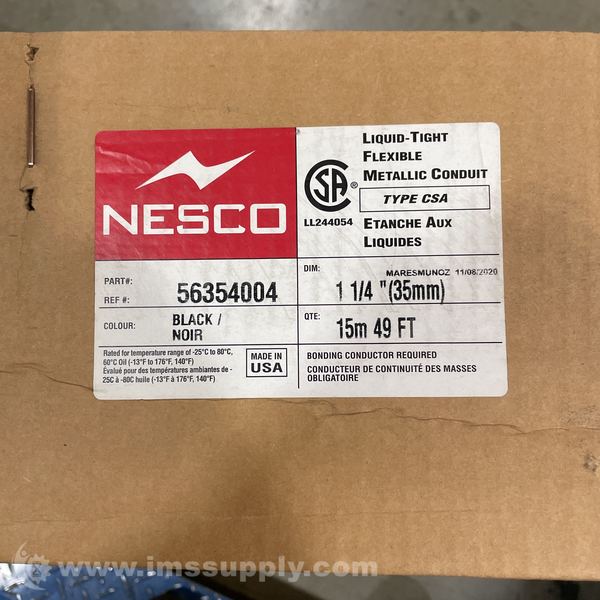 NESCO
CSA®
LL244054
LIQUID-TIGHT
FLEXIBLE
METALLIC CONDUIT
TYPE CSA
ETANCHE AUX
LIQUIDES
PART#:
REF #:
56354004
DIM:
MARESMUNOZ 11/08/2020
1 1/4 "(35mm)
COLOUR:
BLACK /
NOIR
QTE:
15m 49 FT
Rated for temperature range of -25°C to 80°C,
60°C Oil (-13°F to 176°F, 140°F)
Évalué pour des températures ambiantes de -
25C à -80C huile (-13°F à 176°F, 140°F)
MADE IN
USA
BONDING CONDUCTOR REQUIRED
CONDUCTEUR DE CONTINUITÉ DES MASSES
OBLIGATOIRE
www.imssupply.com